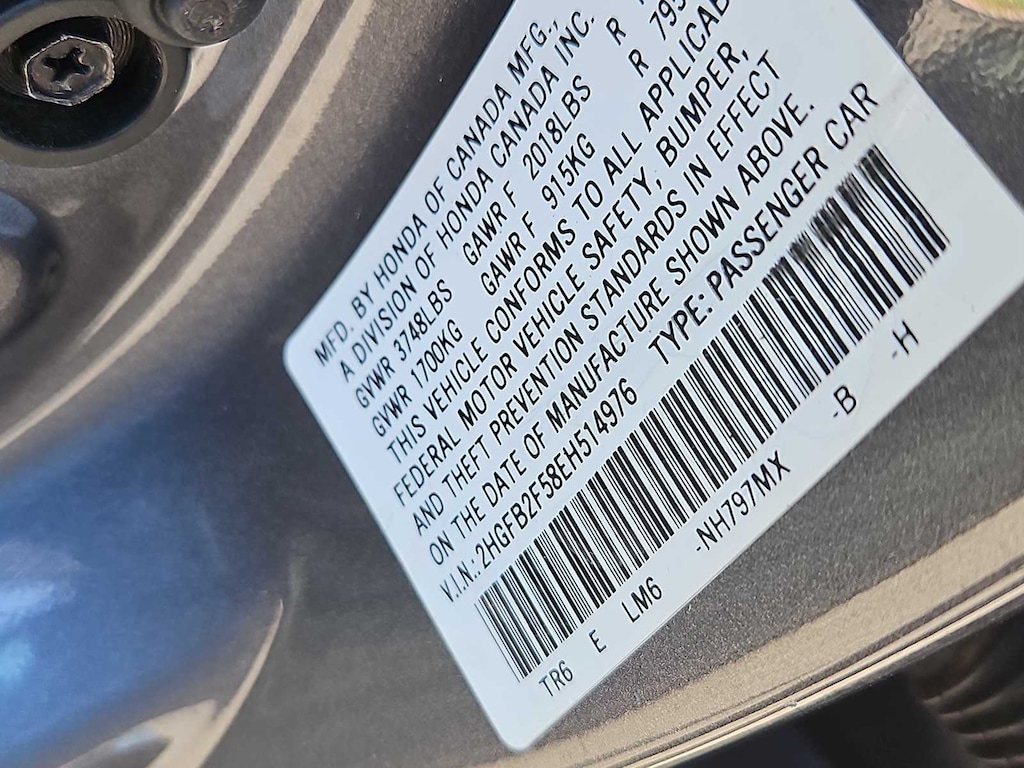 MFD. BY HONDA OF CANADA MFG.,
A DIVISION OF HONDA CANADA INC.
GVWR 3748LBS GAWR F 2018LBS R
GVWR 1700KG GAWR F 915KG R 795
THIS VEHICLE CONFORMS TO ALL
FEDERAL MOTOR VEHICLE SAFETY, BUMPER,
AND THEFT PREVENTION STANDARDS IN EFFECT
ON THE DATE OF MANUFACTURE SHOWN ABOVE.
V.I.N.: 2HGFB2F58EH514976 TYPE: PASSENGER CAR
TR6 E LM6 -NH797MX -B -H